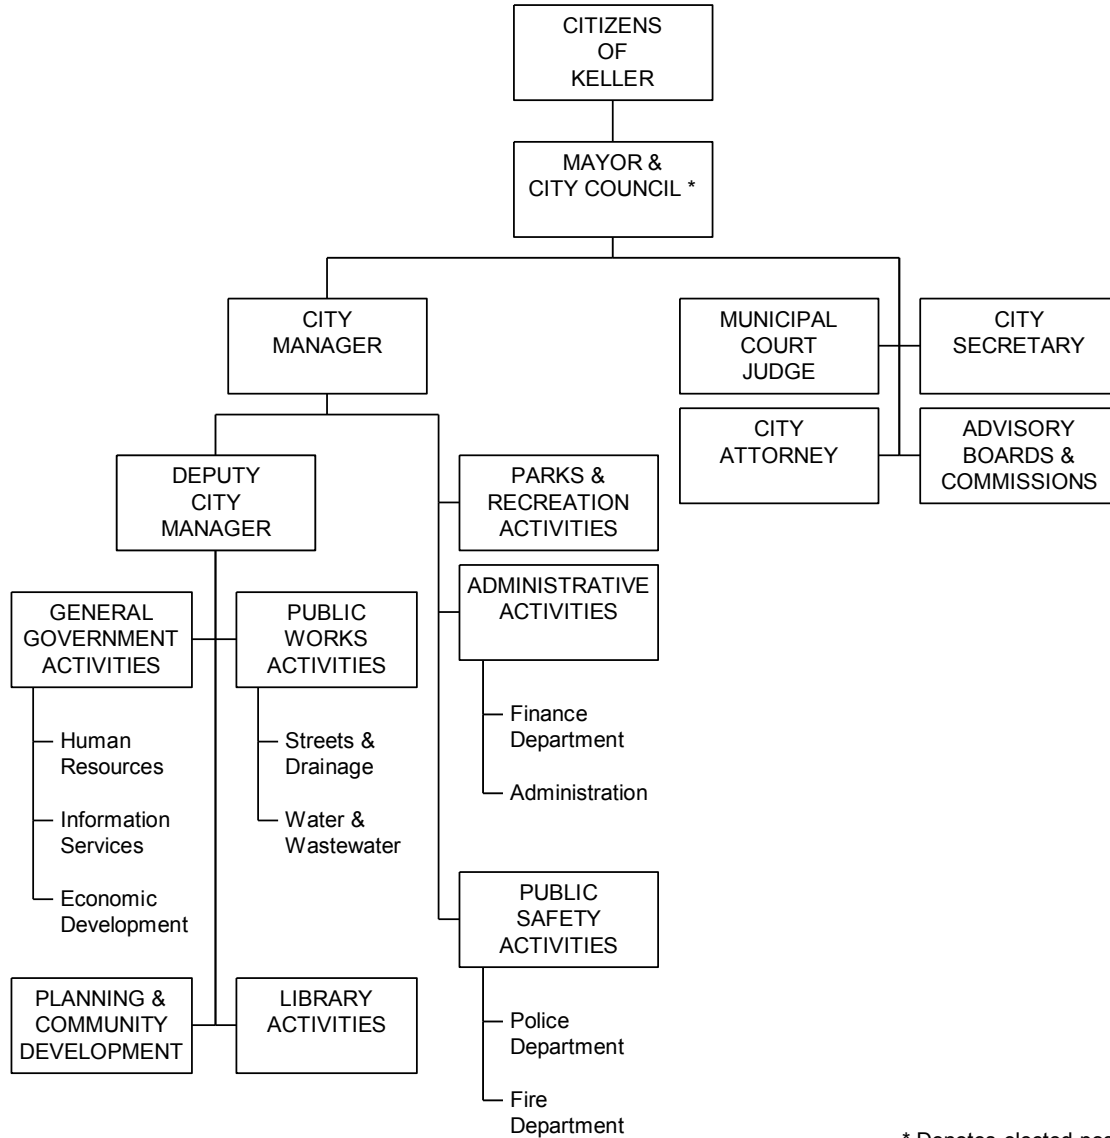 CITIZENS
OF
KELLER
MAYOR &
CITY COUNCIL *
CITY
MANAGER
MUNICIPAL
COURT
JUDGE
CITY
SECRETARY
CITY
ATTORNEY
ADVISORY
BOARDS &
COMMISSIONS
DEPUTY
CITY
MANAGER
PARKS &
RECREATION
ACTIVITIES
ADMINISTRATIVE
ACTIVITIES
Finance
Department
Administration
GENERAL
GOVERNMENT
ACTIVITIES
Human
Resources
Information
Services
Economic
Development
PUBLIC
WORKS
ACTIVITIES
Streets &
Drainage
Water &
Wastewater
PUBLIC
SAFETY
ACTIVITIES
Police
Department
Fire
Department
PLANNING &
COMMUNITY
DEVELOPMENT
LIBRARY
ACTIVITIES
* Denotes elected